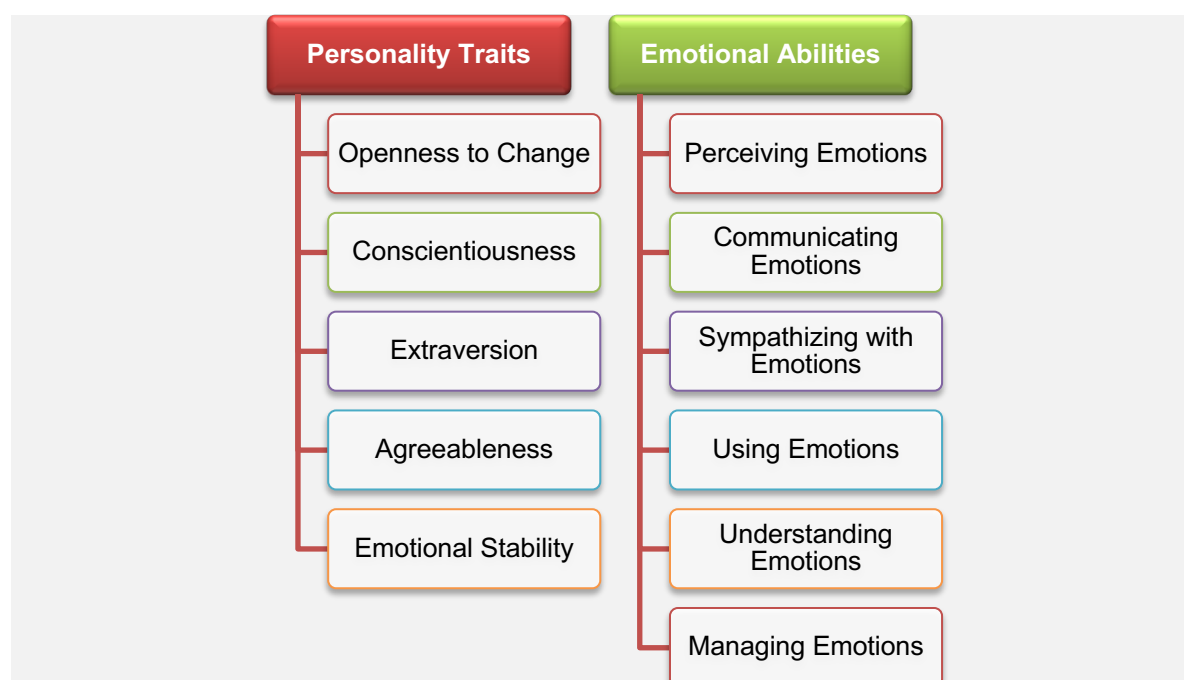 Personality Traits
Openness to Change
Conscientiousness
Extraversion
Agreeableness
Emotional Stability
Emotional Abilities
Perceiving Emotions
Communicating
Emotions
Sympathizing with
Emotions
Using Emotions
Understanding
Emotions
Managing Emotions